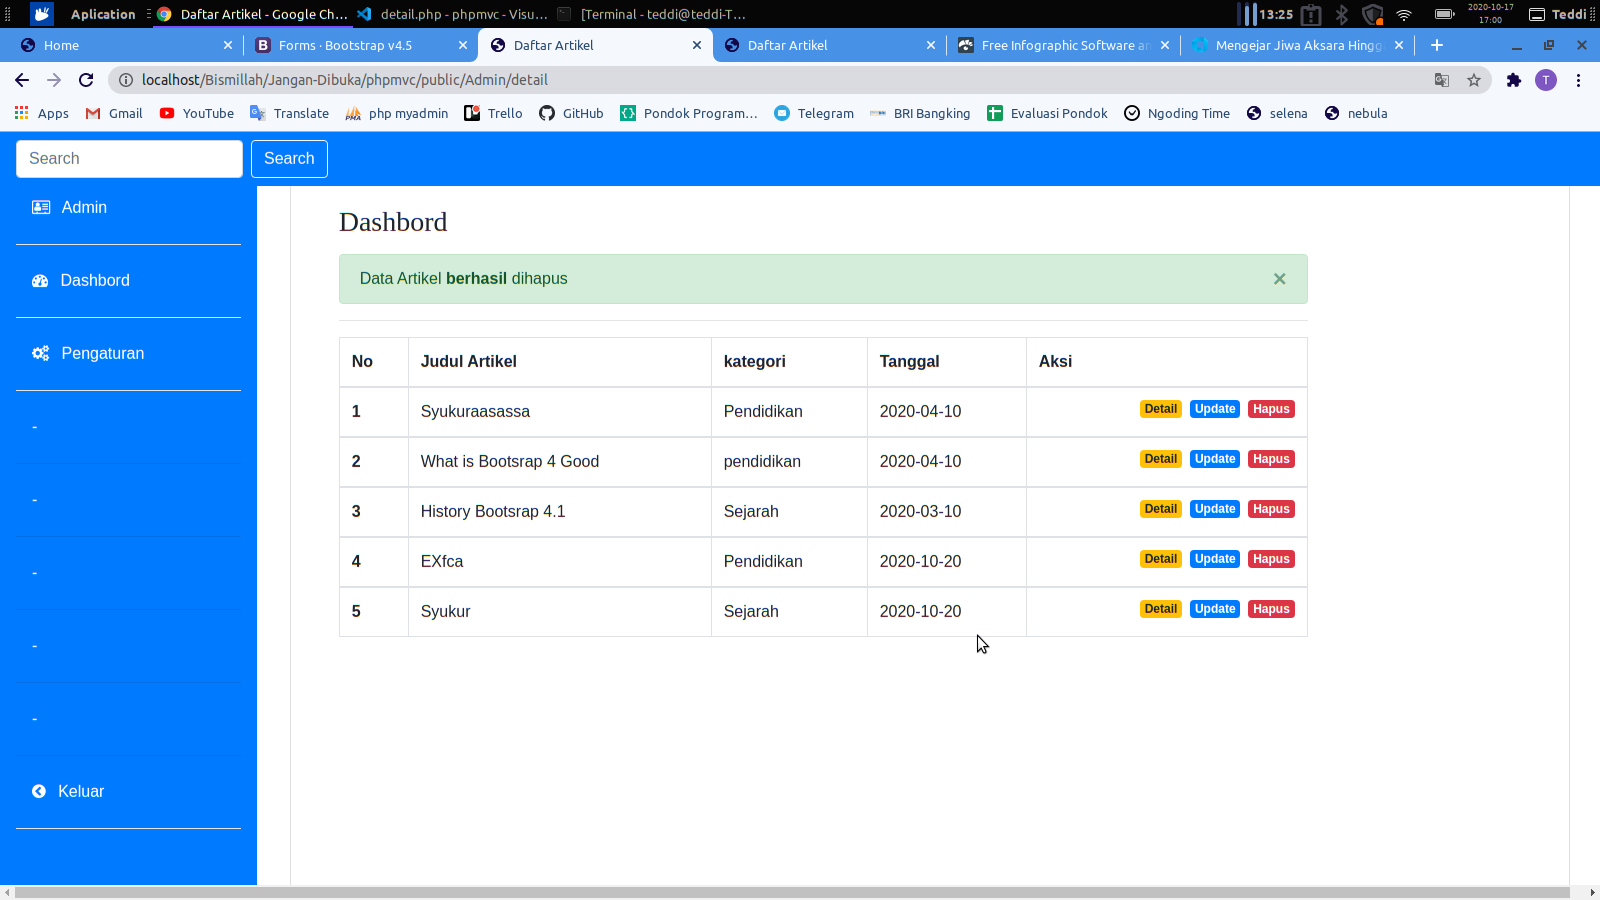 Aplication Daftar Artikel - Google Ch... detail.php - phpmvc - Visu... [Terminal - teddi@teddi-T... 13:25 2020-10-17 17:00 Teddi
Home Forms · Bootstrap v4.5 Daftar Artikel Daftar Artikel Free Infographic Software an Mengejar Jiwa Aksara Hingg
localhost/Bismillah/Jangan-Dibuka/phpmvc/public/Admin/detail T
Apps Gmail YouTube Translate php myadmin Trello GitHub Pondok Program... Telegram BRI Bangking Evaluasi Pondok Ngoding Time selena nebula
Search Search
Admin
Dashbord
Pengaturan
-
-
-
-
-
Keluar
Dashbord
Data Artikel berhasil dihapus ×
No Judul Artikel kategori Tanggal Aksi
1 Syukuraasassa Pendidikan 2020-04-10 Detail Update Hapus
2 What is Bootsrap 4 Good pendidikan 2020-04-10 Detail Update Hapus
3 History Bootsrap 4.1 Sejarah 2020-03-10 Detail Update Hapus
4 EXfca Pendidikan 2020-10-20 Detail Update Hapus
5 Syukur Sejarah 2020-10-20 Detail Update Hapus